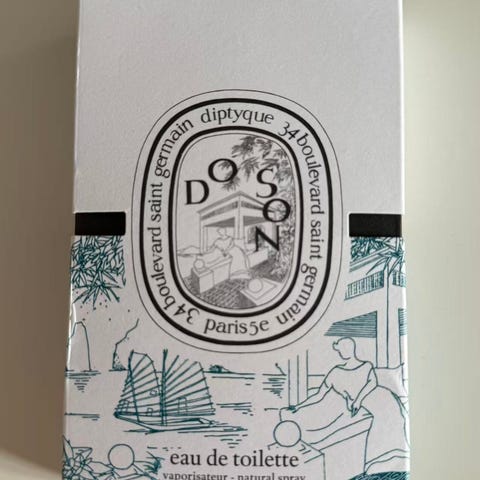 diptyque 34 boulevard saint germain paris 5e 34 boulevard saint germain
DO SON
eau de toilette
vaporisateur - natural spray